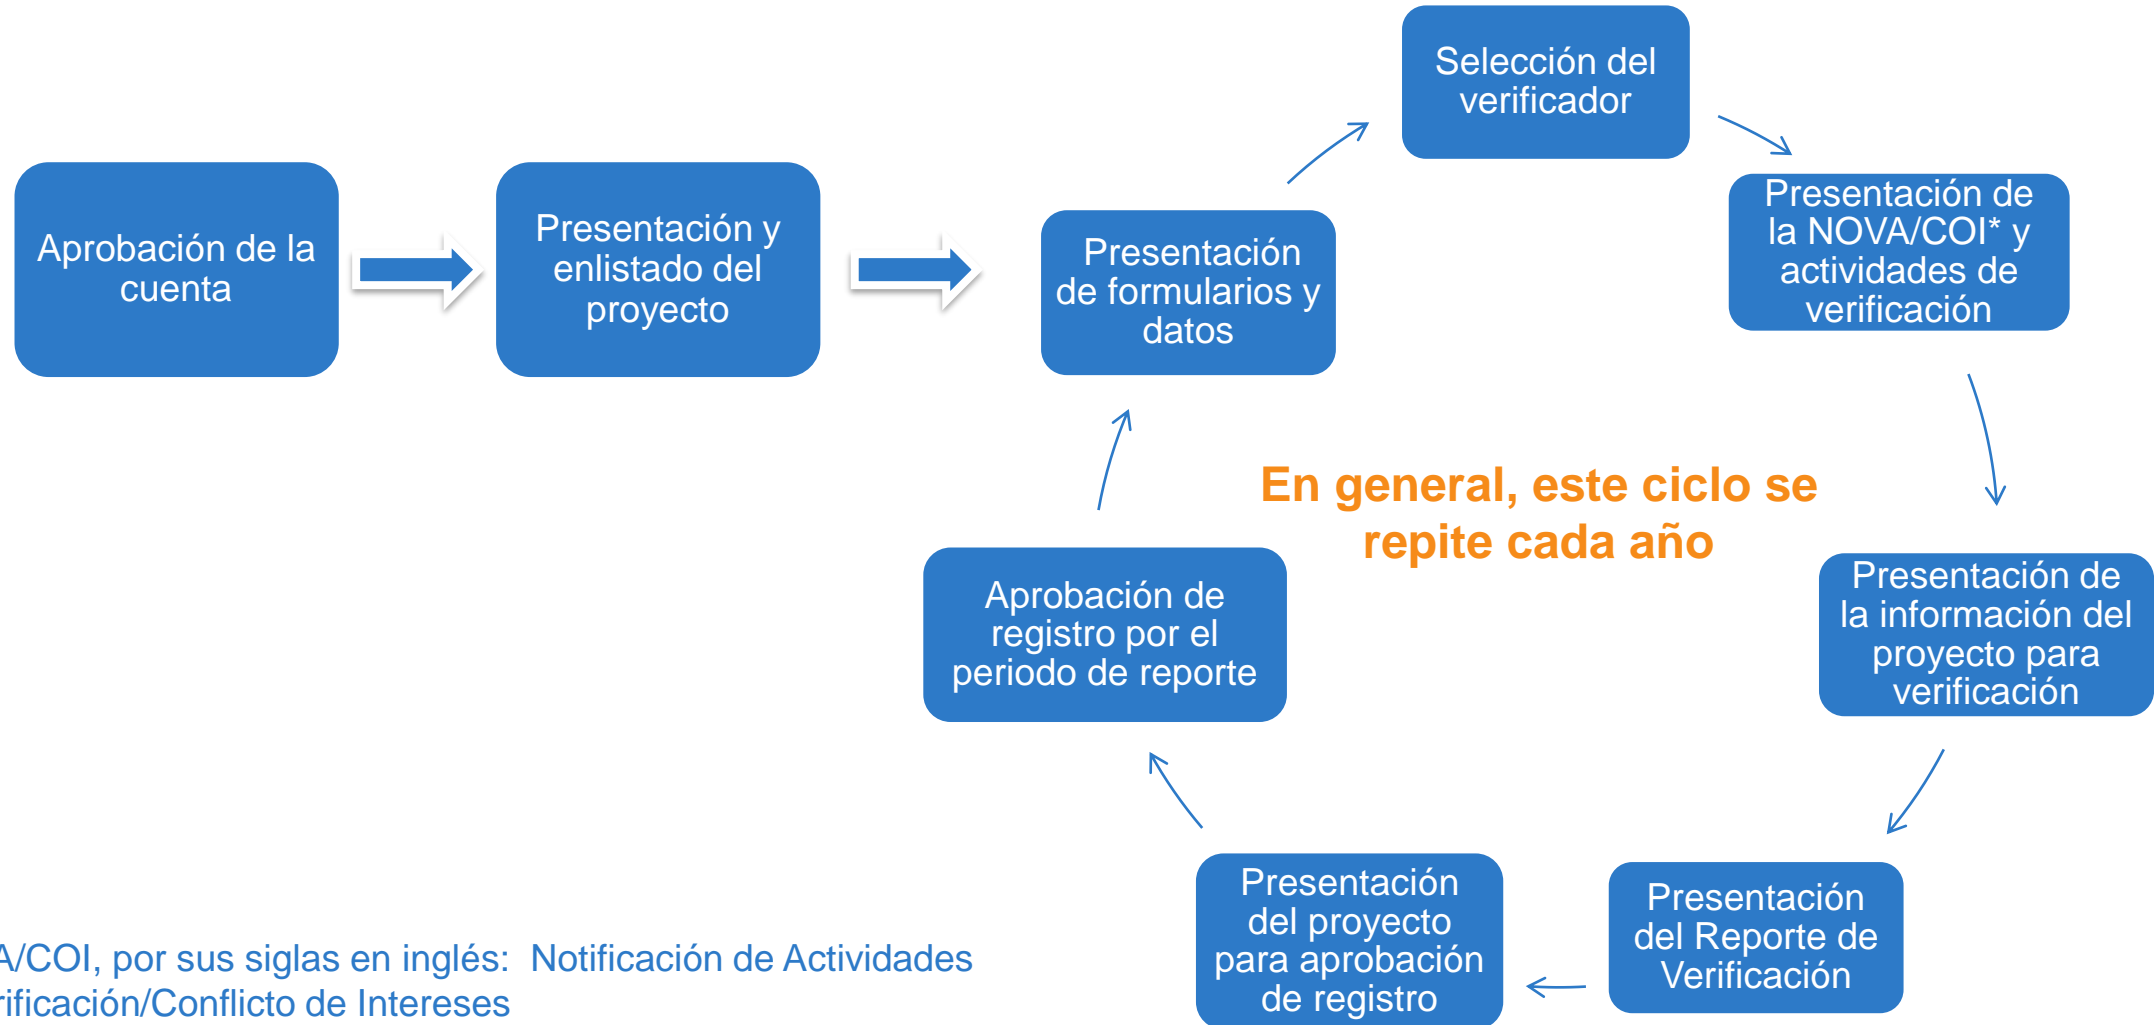 Aprobación de la
cuenta
Presentación y
enlistado del
proyecto
Presentación
de formularios y
datos
Selección del
verificador
Presentación de
la NOVA/COI* y
actividades de
verificación
Presentación de
la información del
proyecto para
verificación
Presentación
del Reporte de
Verificación
Presentación
del proyecto
para aprobación
de registro
Aprobación de
registro por el
periodo de reporte
En general, este ciclo se
repite cada año
A/COI, por sus siglas en inglés: Notificación de Actividades
rificación/Conflicto de Intereses